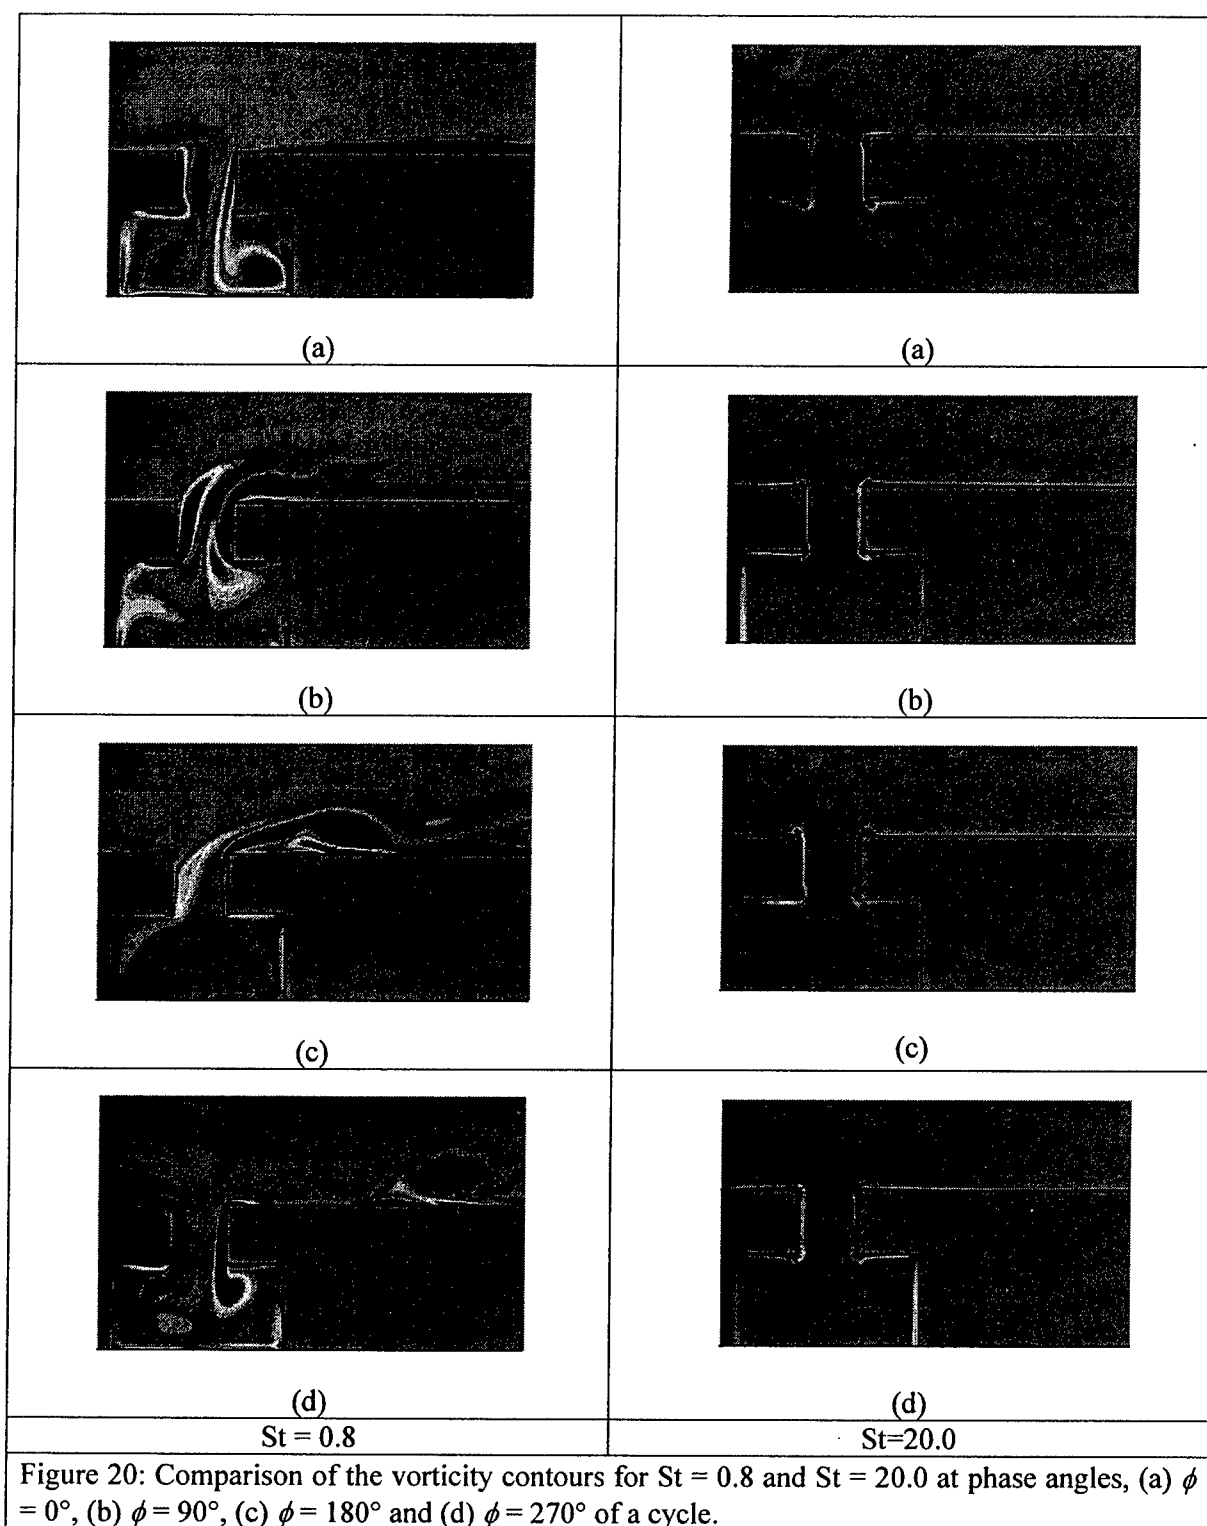 (a) (a)
(b) (b)
(c) (c)
(d) (d)
St = 0.8 St=20.0
Figure 20: Comparison of the vorticity contours for St = 0.8 and St = 20.0 at phase angles, (a) ϕ
= 0°, (b) ϕ = 90°, (c) ϕ = 180° and (d) ϕ = 270° of a cycle.